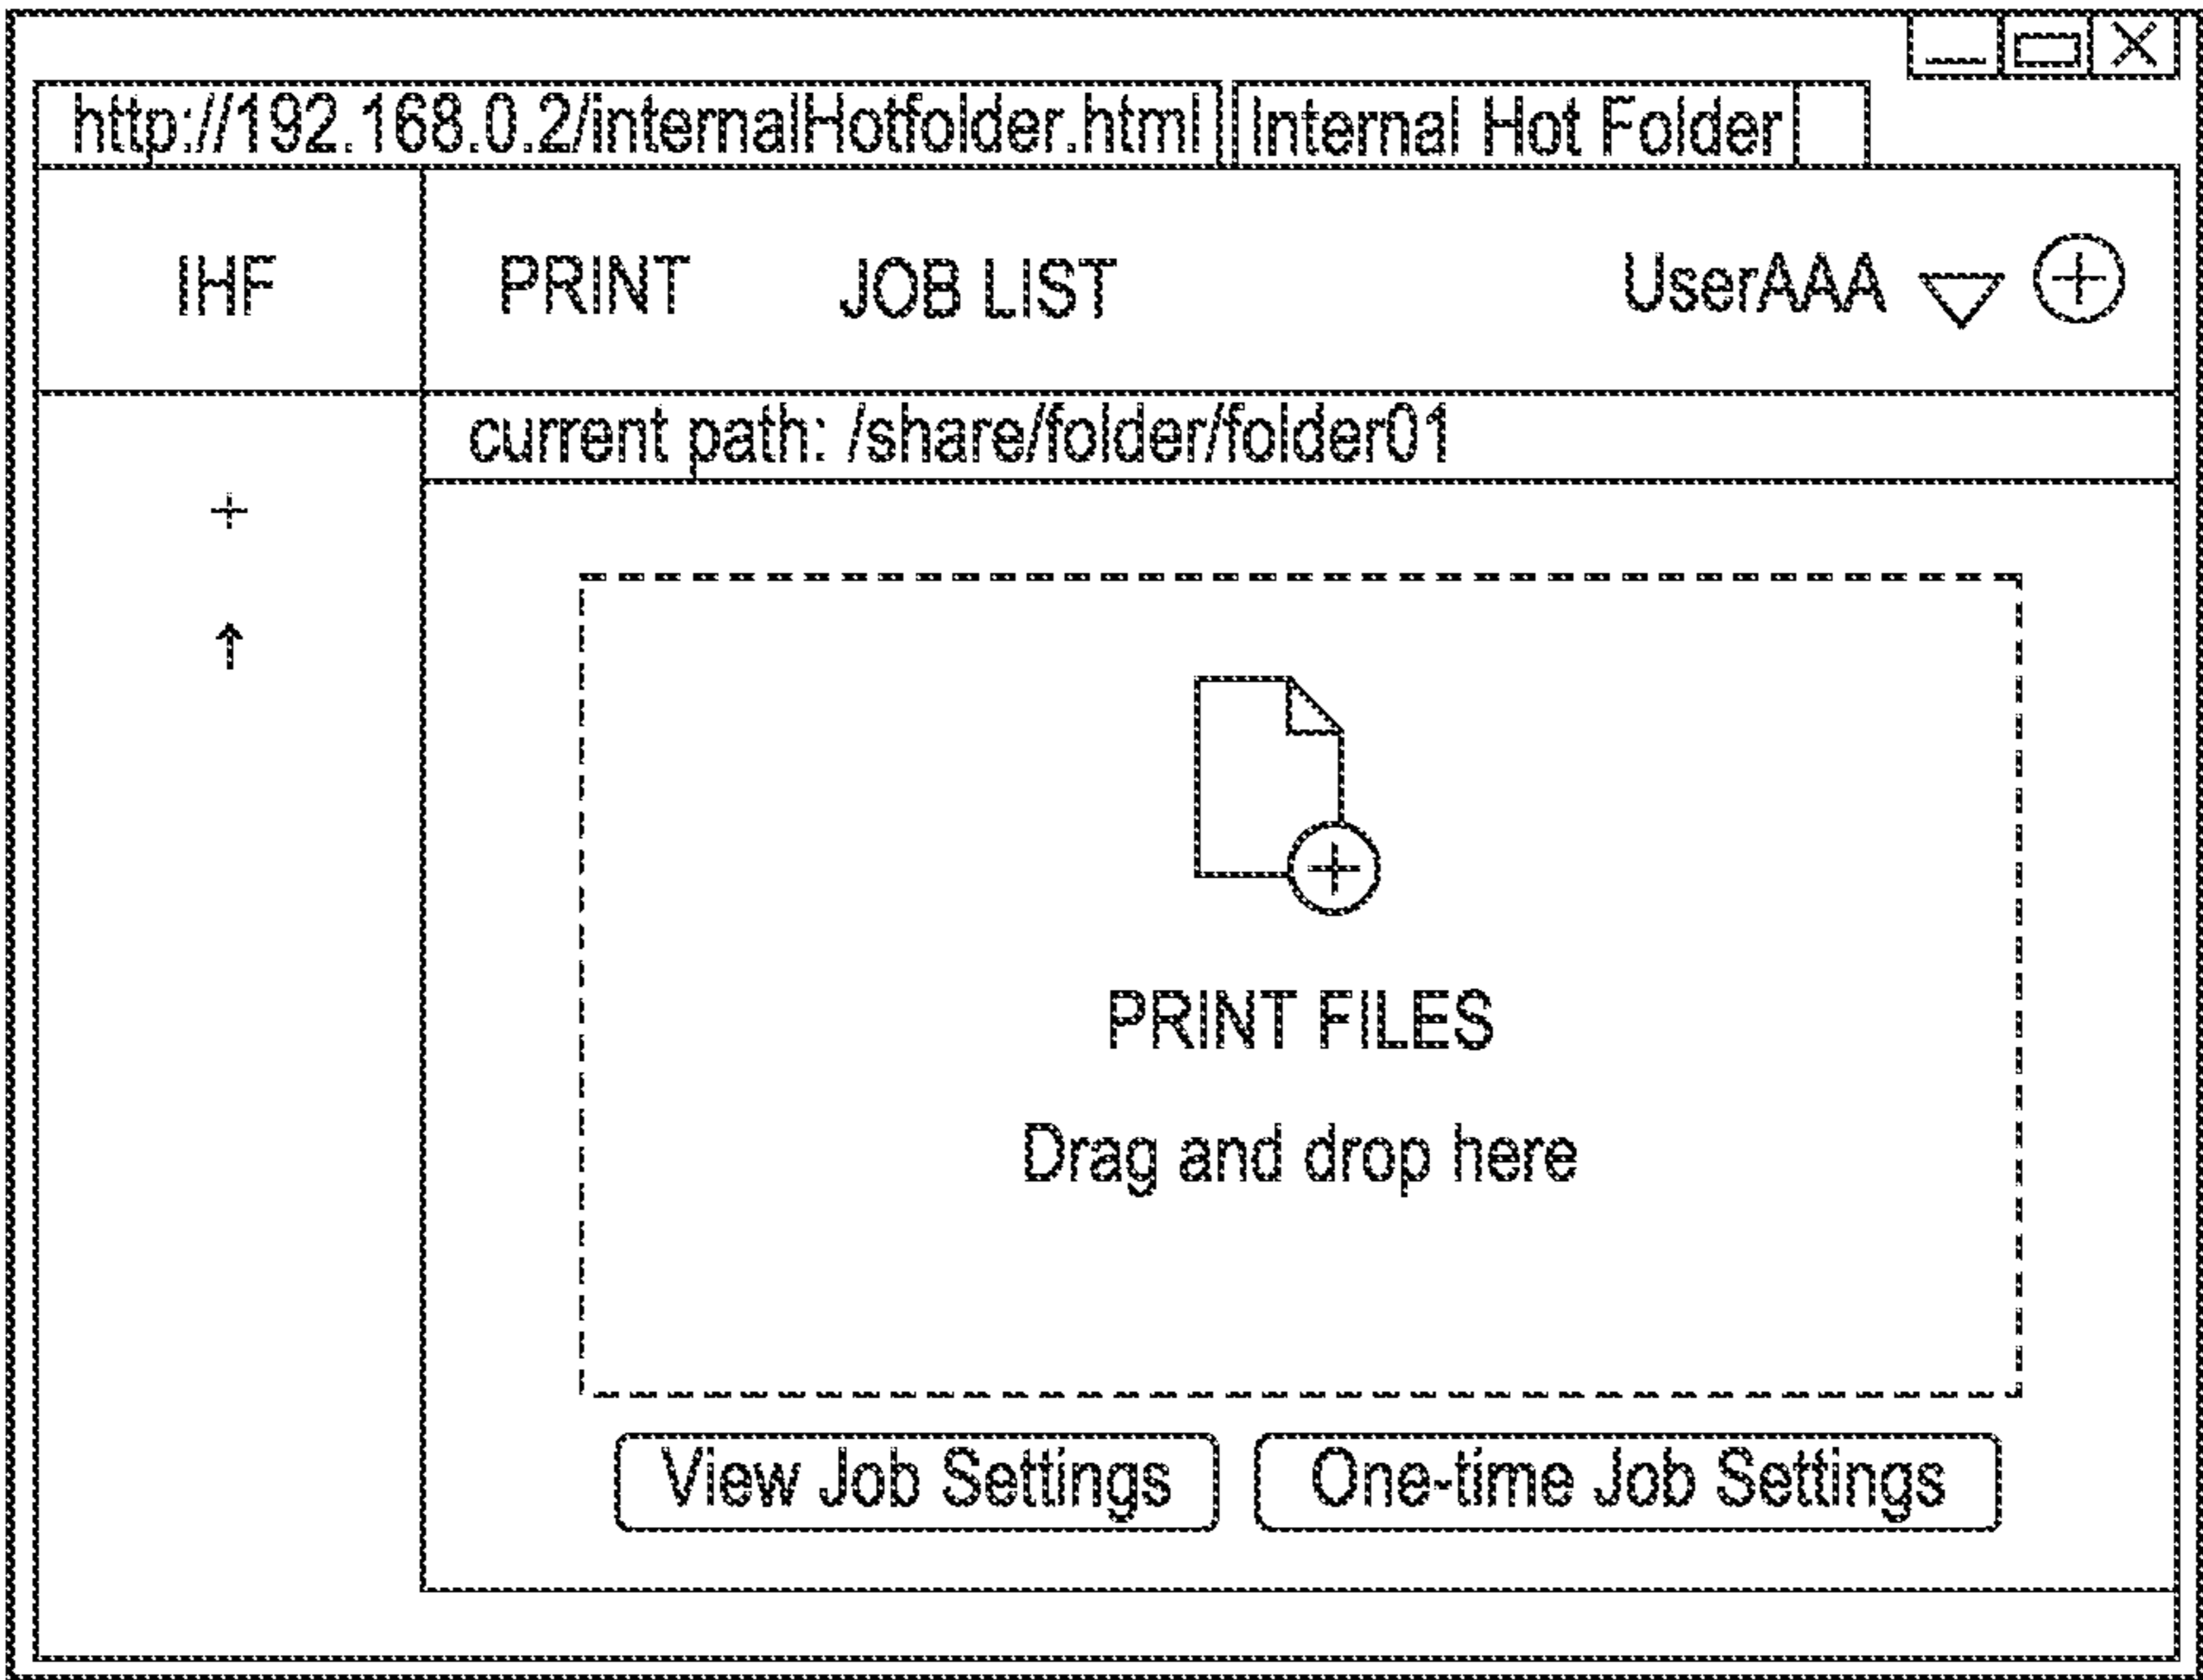 http://192.168.0.2/internalHotfolder.html Internal Hot Folder
IHF PRINT JOB LIST UserAAA
current path: /share/folder/folder01
PRINT FILES
Drag and drop here
View Job Settings One-time Job Settings